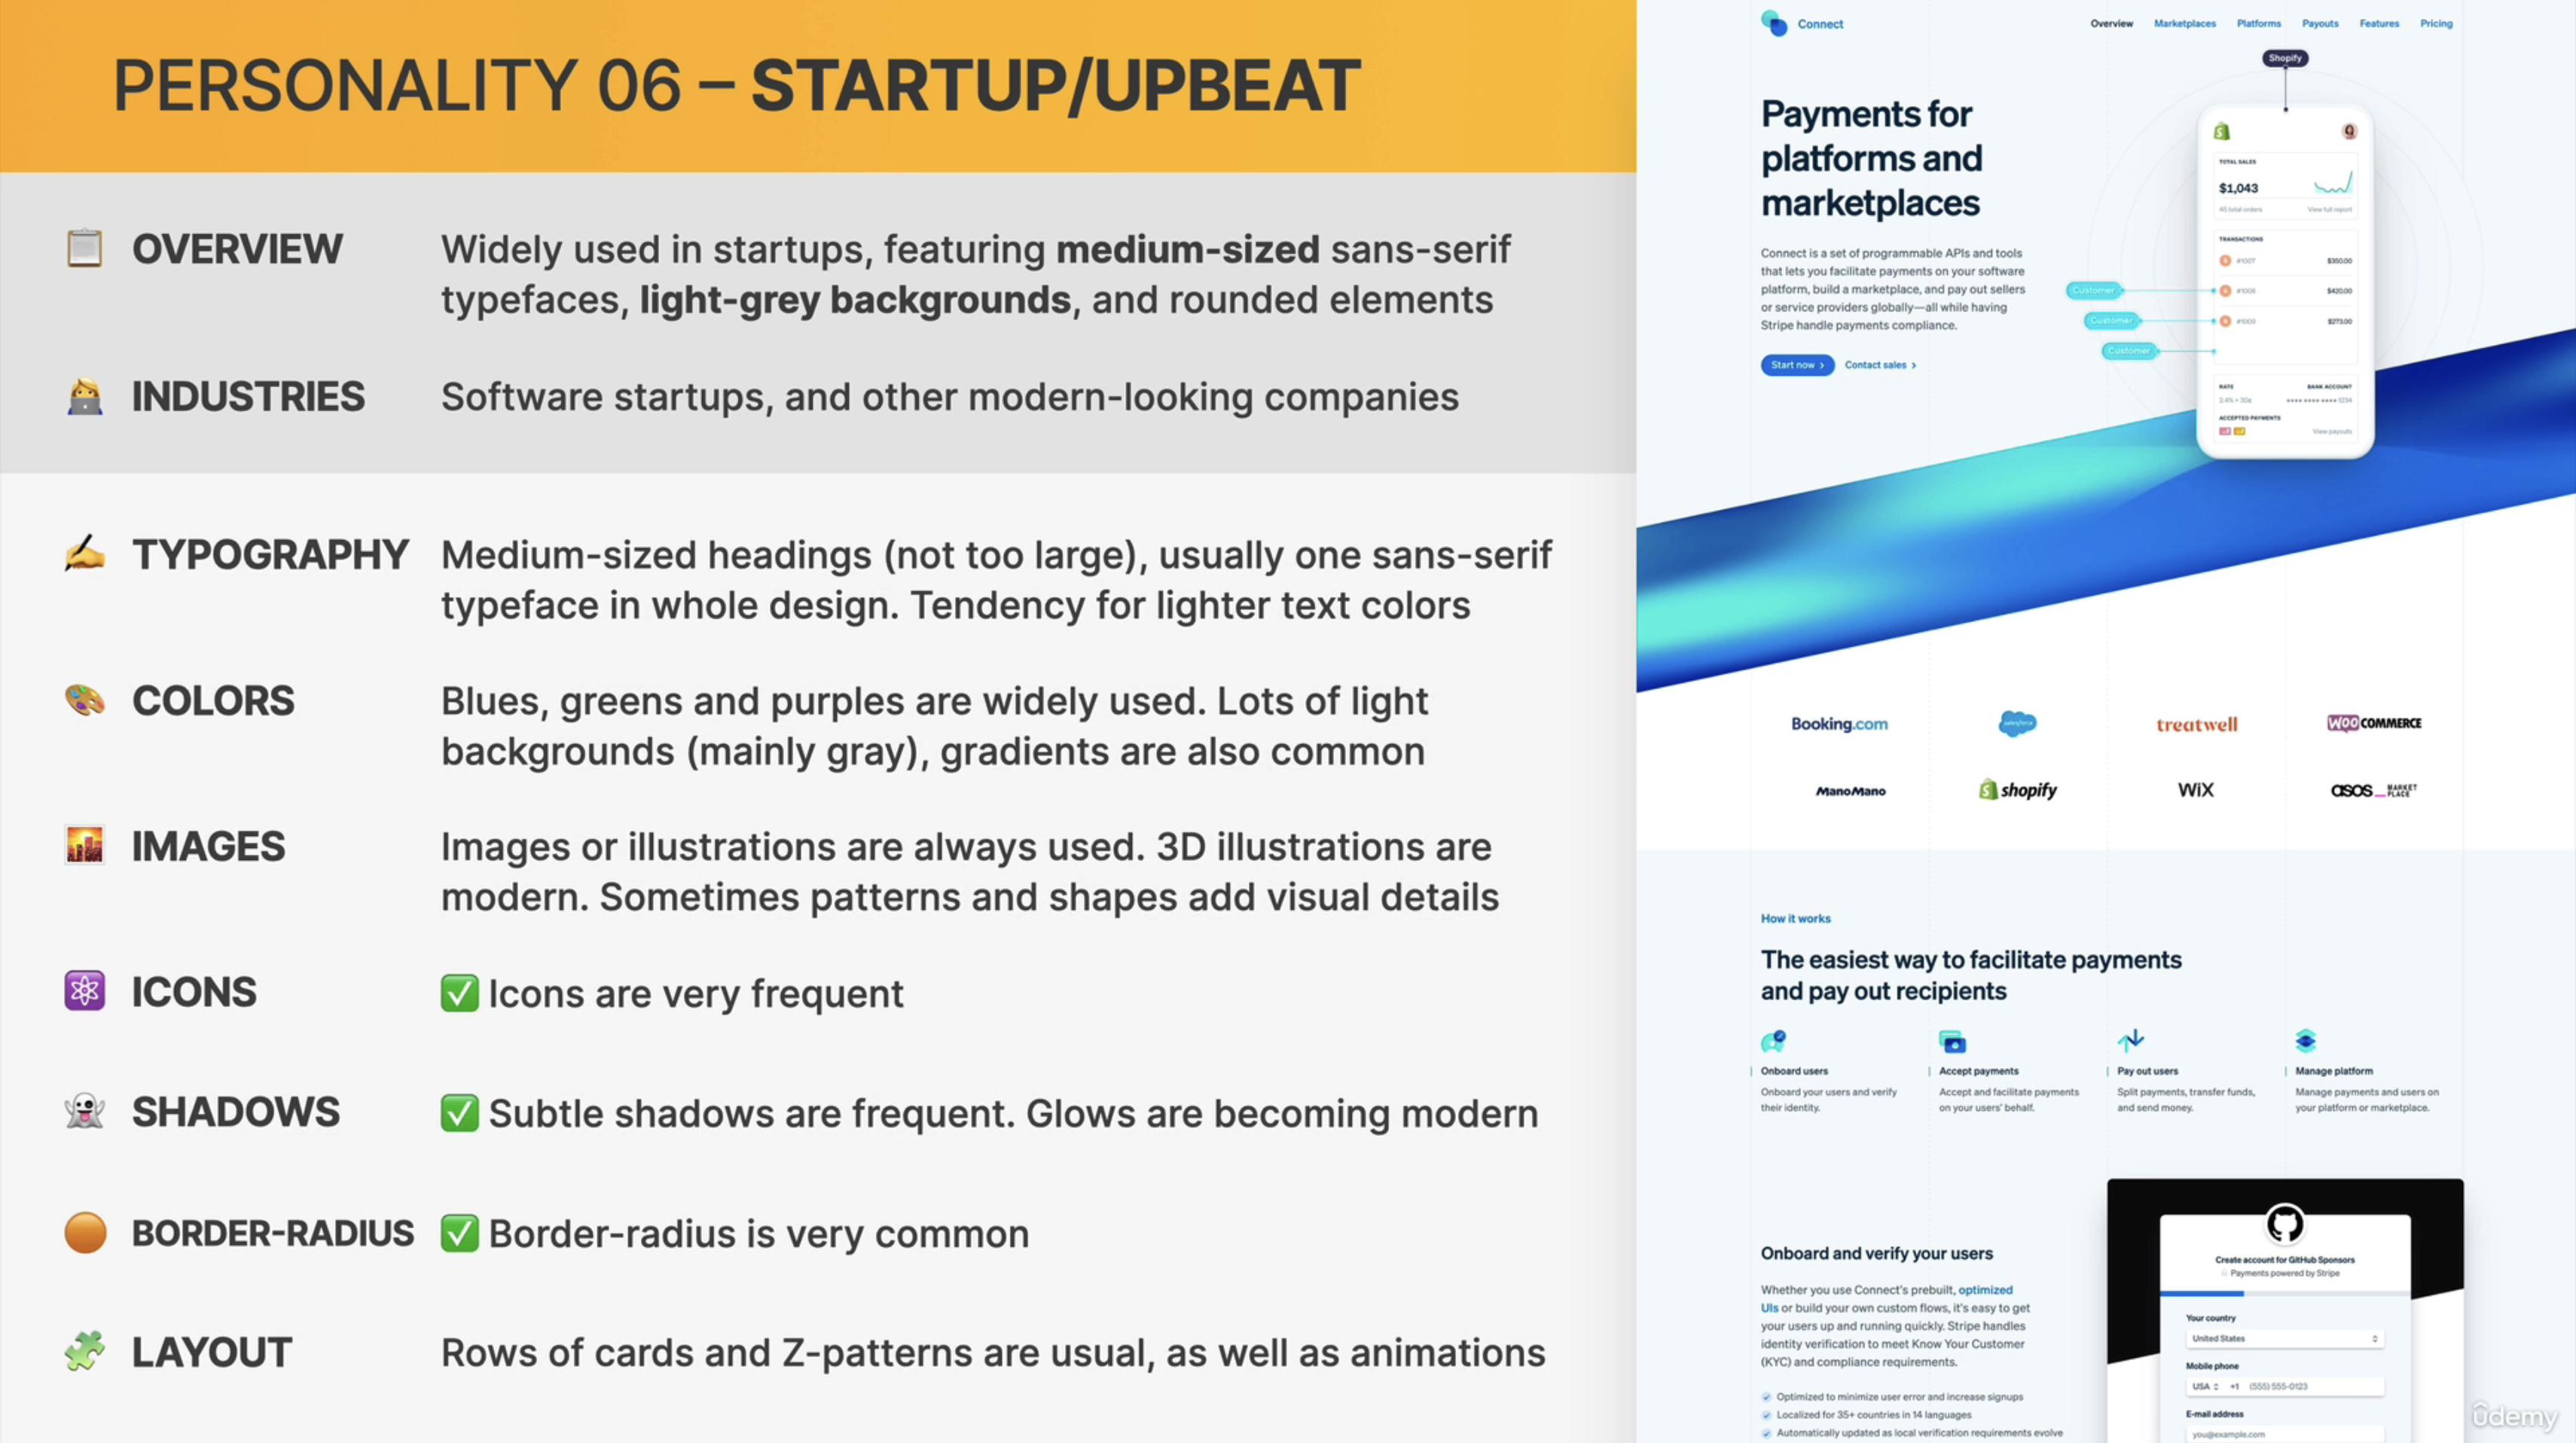 PERSONALITY 06 – STARTUP/UPBEAT
OVERVIEW
Widely used in startups, featuring medium-sized sans-serif
typefaces, light-grey backgrounds, and rounded elements
INDUSTRIES
Software startups, and other modern-looking companies
TYPOGRAPHY
Medium-sized headings (not too large), usually one sans-serif
typeface in whole design. Tendency for lighter text colors
COLORS
Blues, greens and purples are widely used. Lots of light
backgrounds (mainly gray), gradients are also common
IMAGES
Images or illustrations are always used. 3D illustrations are
modern. Sometimes patterns and shapes add visual details
ICONS
✅ Icons are very frequent
SHADOWS
✅ Subtle shadows are frequent. Glows are becoming modern
BORDER-RADIUS
✅ Border-radius is very common
LAYOUT
Rows of cards and Z-patterns are usual, as well as animations
Connect
Overview Marketplaces Platforms Payouts Features Pricing
Payments for
platforms and
marketplaces
Connect is a set of programmable APIs and tools
that lets you facilitate payments on your software
platform, build a marketplace, and pay out sellers
or service providers globally—all while having
Stripe handle payments compliance.
Start now >
Contact sales >
Shopify
TOTAL SALES
$1,043
40 total orders View full report
TRANSACTIONS
#1007 $350.00
Customer
#1008 $420.00
Customer
#1009 $273.00
Customer
RATE BANK ACCOUNT
2.4% + 30¢ •••• •••• •••• 1234
ACCEPTED PAYMENTS
View payouts
Booking.com
salesforce
treatwell
WOO COMMERCE
ManoMano
shopify
WiX
asos_ MARKET
PLACE
How it works
The easiest way to facilitate payments
and pay out recipients
Onboard users
Onboard your users and verify
their identity.
Accept payments
Accept and facilitate payments
on your users' behalf.
Pay out users
Split payments, transfer funds,
and send money.
Manage platform
Manage payments and users on
your platform or marketplace.
Onboard and verify your users
Whether you use Connect's prebuilt, optimized
UIs or build your own custom flows, it's easy to get
your users up and running quickly. Stripe handles
identity verification to meet Know Your Customer
(KYC) and compliance requirements.
Optimized to minimize user error and increase signups
Localized for 35+ countries in 14 languages
Automatically updated as local verification requirements evolve
Create account for GitHub Sponsors
Payments powered by Stripe
Your country
United States
Mobile phone
USA +1 (555) 555-0123
E-mail address
you@example.com
ûdemy